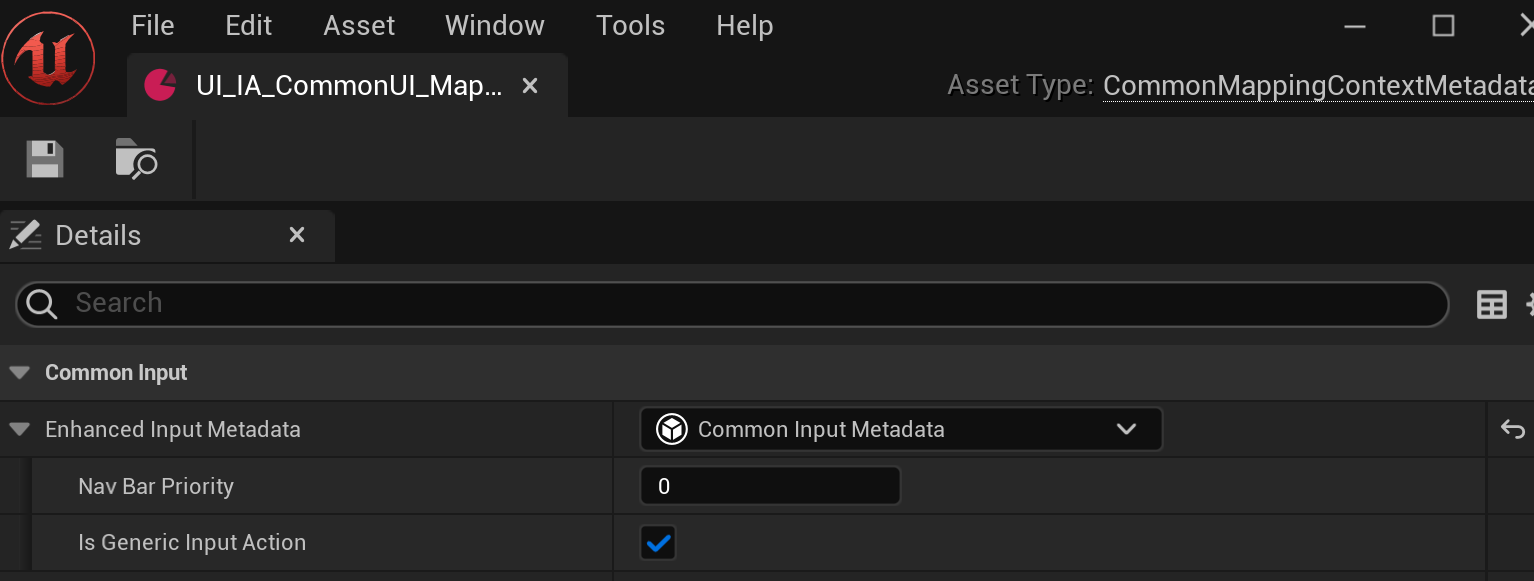 File Edit Asset Window Tools Help
UI_IA_CommonUI_Map...
Asset Type: CommonMappingContextMetadata
Details
Search
Common Input
Enhanced Input Metadata
Common Input Metadata
Nav Bar Priority
0
Is Generic Input Action